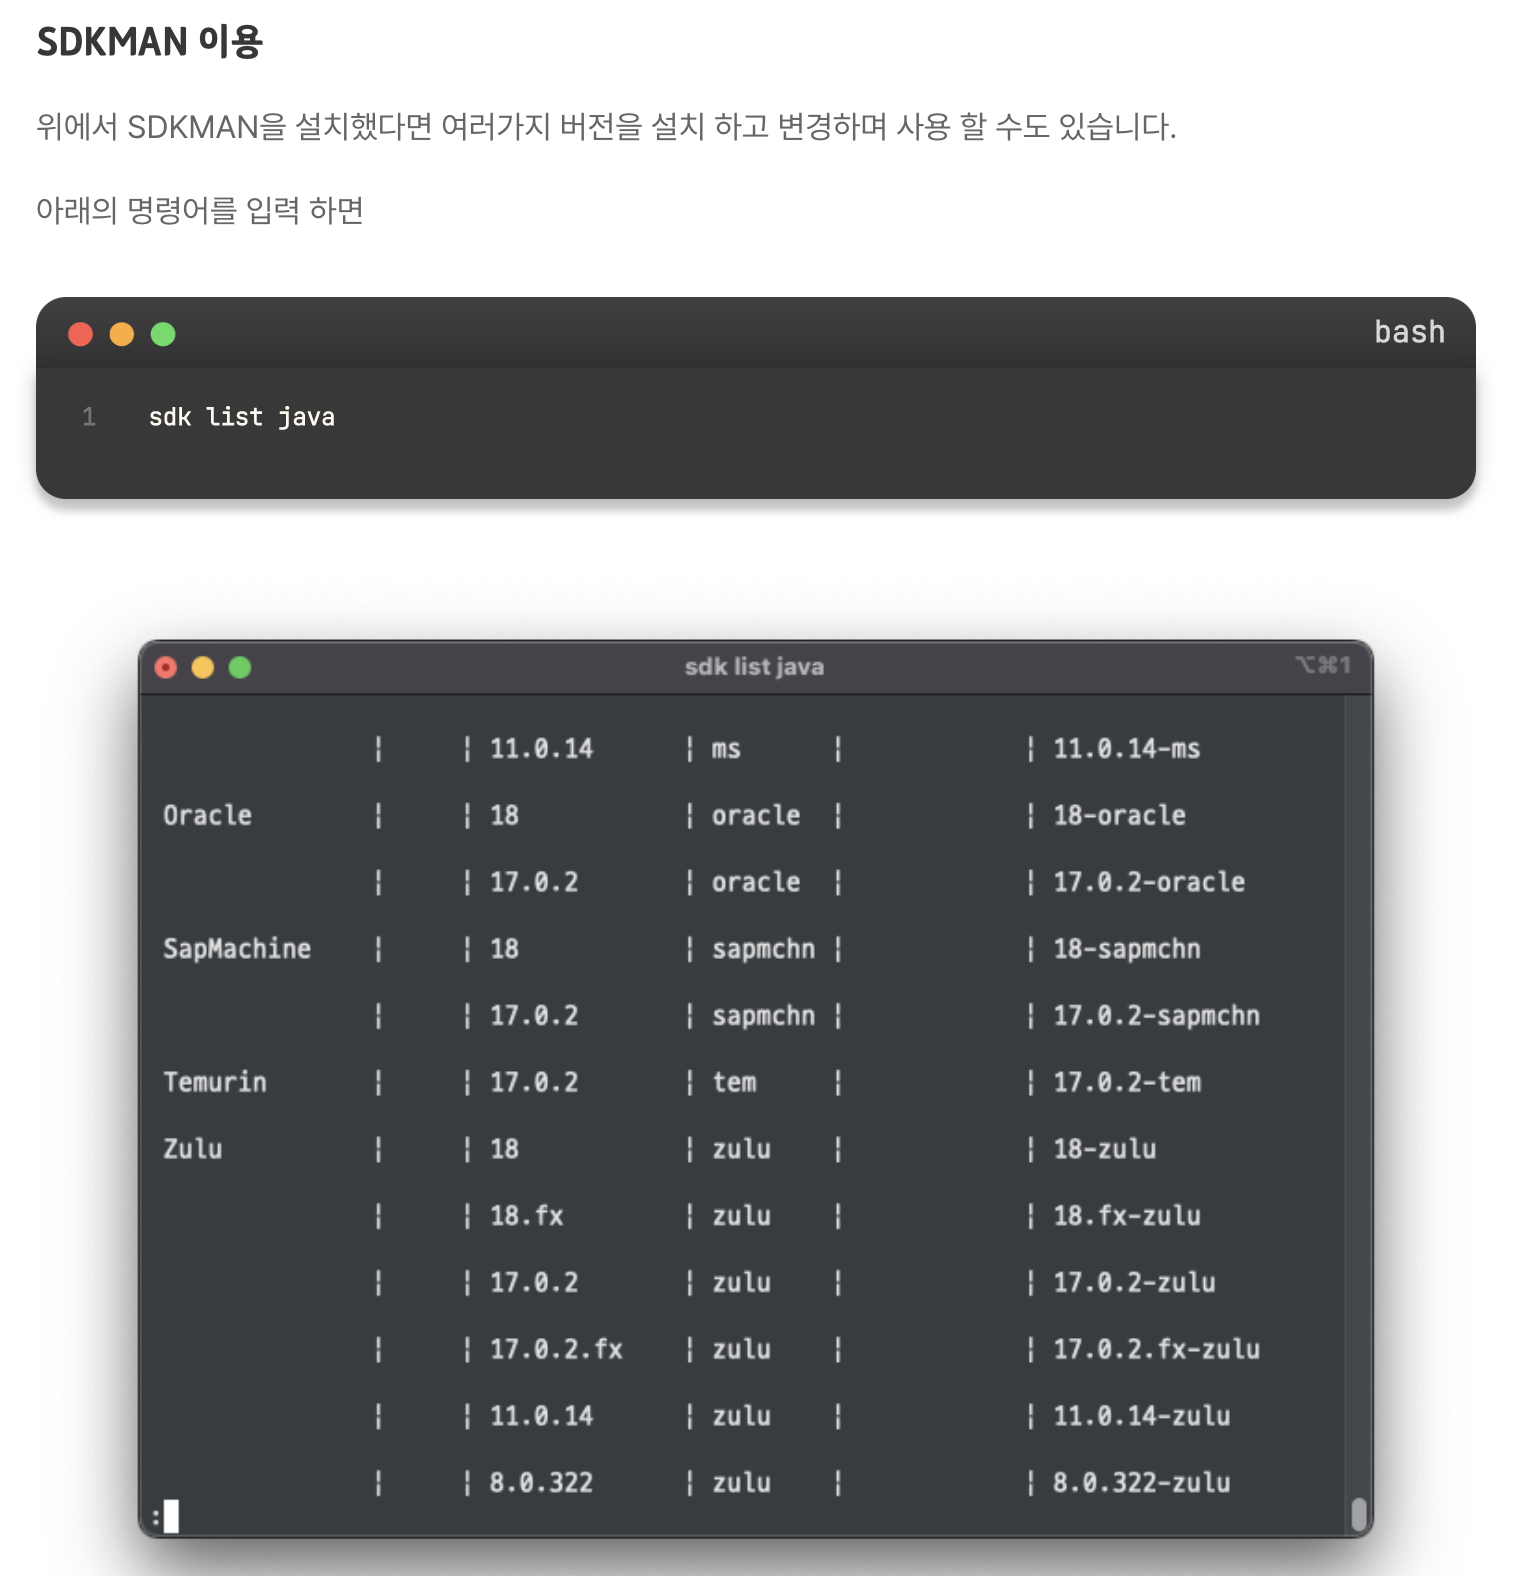 SDKMAN 이용
위에서 SDKMAN을 설치했다면 여러가지 버전을 설치 하고 변경하며 사용 할 수도 있습니다.
아래의 명령어를 입력 하면
bash
1 sdk list java
sdk list java ⌥⌘1
¦ ¦ 11.0.14 ¦ ms ¦ ¦ 11.0.14-ms
Oracle ¦ ¦ 18 ¦ oracle ¦ ¦ 18-oracle
¦ ¦ 17.0.2 ¦ oracle ¦ ¦ 17.0.2-oracle
SapMachine ¦ ¦ 18 ¦ sapmchn ¦ ¦ 18-sapmchn
¦ ¦ 17.0.2 ¦ sapmchn ¦ ¦ 17.0.2-sapmchn
Temurin ¦ ¦ 17.0.2 ¦ tem ¦ ¦ 17.0.2-tem
Zulu ¦ ¦ 18 ¦ zulu ¦ ¦ 18-zulu
¦ ¦ 18.fx ¦ zulu ¦ ¦ 18.fx-zulu
¦ ¦ 17.0.2 ¦ zulu ¦ ¦ 17.0.2-zulu
¦ ¦ 17.0.2.fx ¦ zulu ¦ ¦ 17.0.2.fx-zulu
¦ ¦ 11.0.14 ¦ zulu ¦ ¦ 11.0.14-zulu
¦ ¦ 8.0.322 ¦ zulu ¦ ¦ 8.0.322-zulu
: